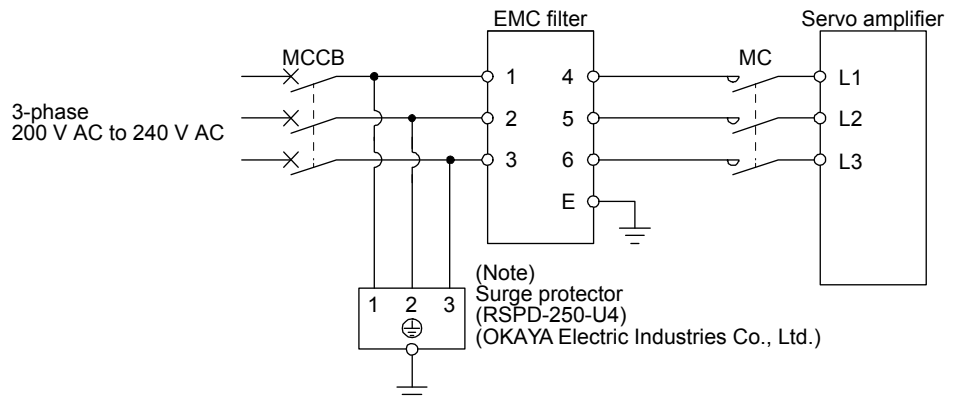 EMC filter
Servo amplifier
MCCB
MC
1
4
L1
3-phase
200 V AC to 240 V AC
2
5
L2
3
6
L3
E
(Note)
Surge protector
(RSPD-250-U4)
(OKAYA Electric Industries Co., Ltd.)
1 2 3